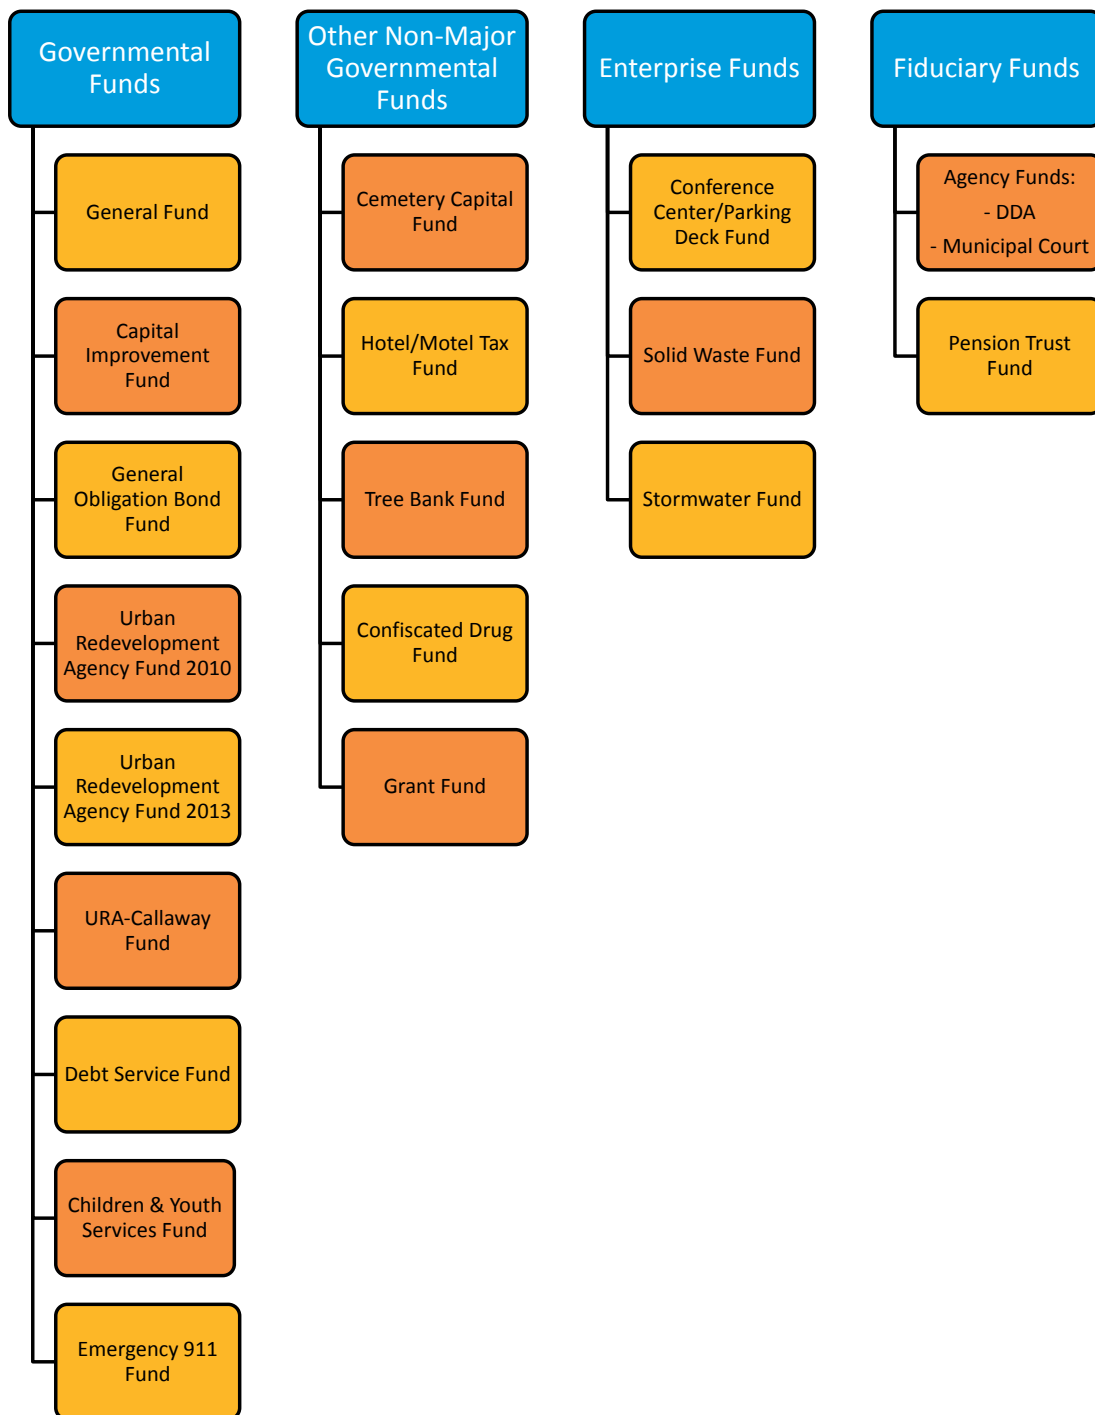 Governmental
Funds
General Fund
Capital
Improvement
Fund
General
Obligation Bond
Fund
Urban
Redevelopment
Agency Fund 2010
Urban
Redevelopment
Agency Fund 2013
URA-Callaway
Fund
Debt Service Fund
Children & Youth
Services Fund
Emergency 911
Fund
Other Non-Major
Governmental
Funds
Cemetery Capital
Fund
Hotel/Motel Tax
Fund
Tree Bank Fund
Confiscated Drug
Fund
Grant Fund
Enterprise Funds
Conference
Center/Parking
Deck Fund
Solid Waste Fund
Stormwater Fund
Fiduciary Funds
Agency Funds:
- DDA
- Municipal Court
Pension Trust
Fund